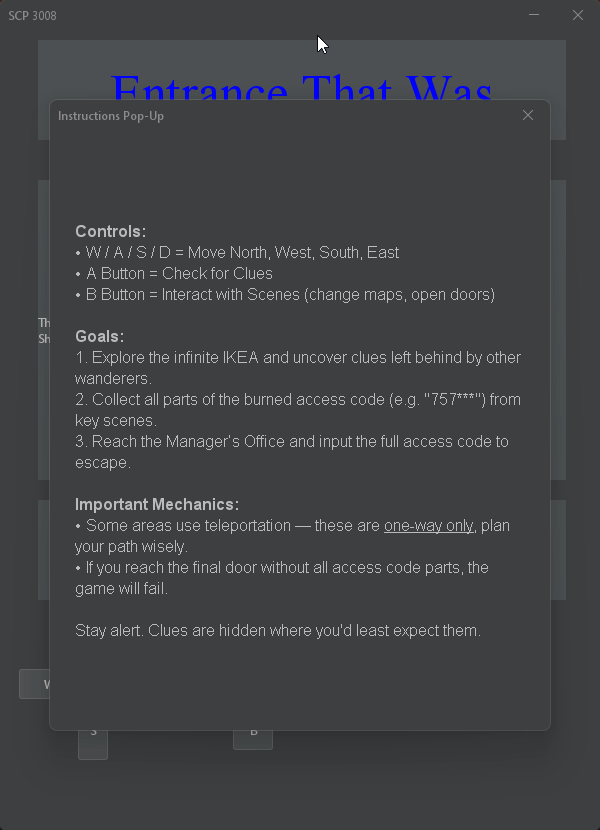 SCP 3008
Entrance That Was
Instructions Pop-Up
Controls:
• W / A / S / D = Move North, West, South, East
• A Button = Check for Clues
• B Button = Interact with Scenes (change maps, open doors)
Th
Goals:
Sh
1. Explore the infinite IKEA and uncover clues left behind by other
wanderers.
2. Collect all parts of the burned access code (e.g. "757***") from
key scenes.
3. Reach the Manager's Office and input the full access code to
escape.
Important Mechanics:
• Some areas use teleportation — these are one-way only, plan
your path wisely.
• If you reach the final door without all access code parts, the
game will fail.
Stay alert. Clues are hidden where you'd least expect them.
S
B